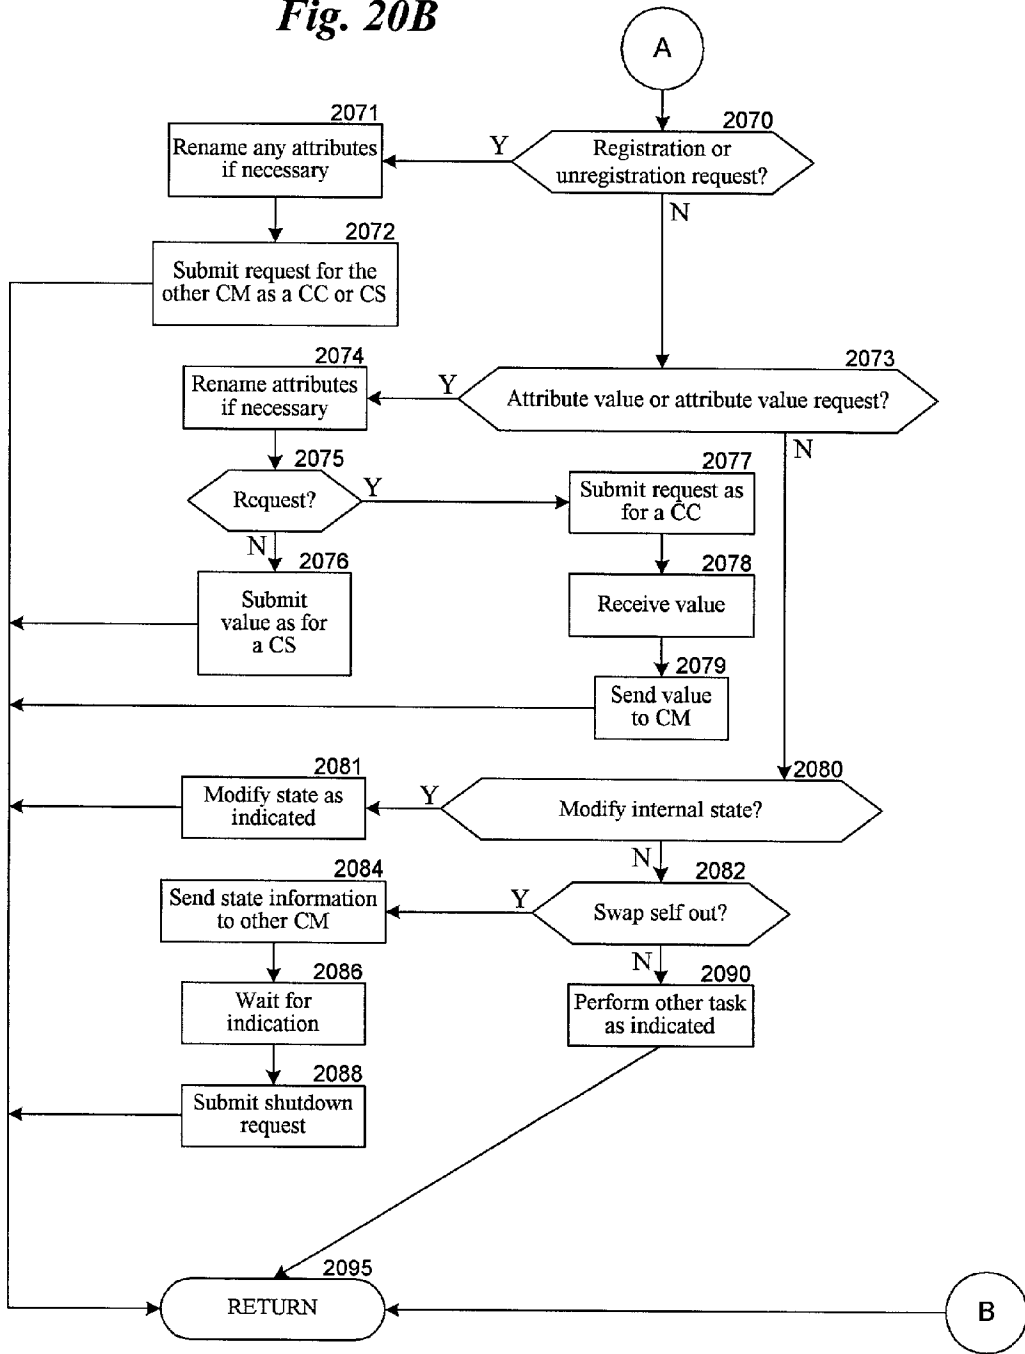 Fig. 20B
A
2070
Registration or
unregistration request?
Y
N
2071
Rename any attributes
if necessary
2072
Submit request for the
other CM as a CC or CS
2073
Attribute value or attribute value request?
Y
N
2074
Rename attributes
if necessary
2075
Request?
Y
N
2076
Submit
value as for
a CS
2077
Submit request as
for a CC
2078
Receive value
2079
Send value
to CM
2080
Modify internal state?
Y
N
2081
Modify state as
indicated
2082
Swap self out?
Y
N
2084
Send state information
to other CM
2086
Wait for
indication
2088
Submit shutdown
request
2090
Perform other task
as indicated
2095
RETURN
B